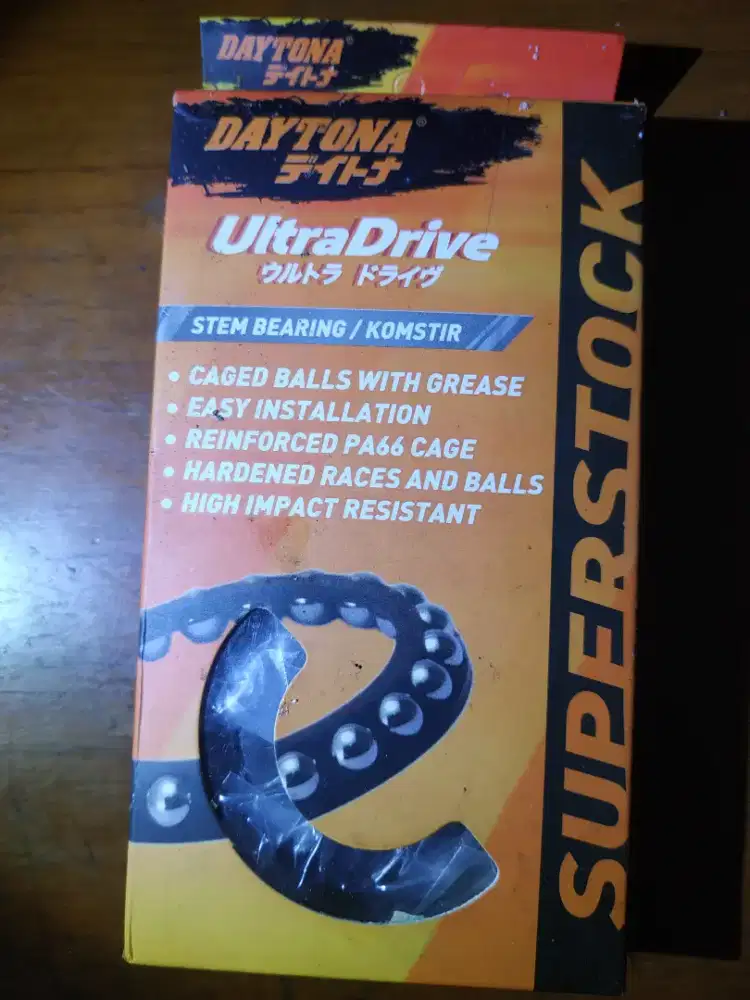 DAYTONA
デイトナ
DAYTONA®
デイトナ
UltraDrive
ウルトラ ドライヴ
STEM BEARING / KOMSTIR
• CAGED BALLS WITH GREASE
• EASY INSTALLATION
• REINFORCED PA66 CAGE
• HARDENED RACES AND BALLS
• HIGH IMPACT RESISTANT
SUPERSTOCK